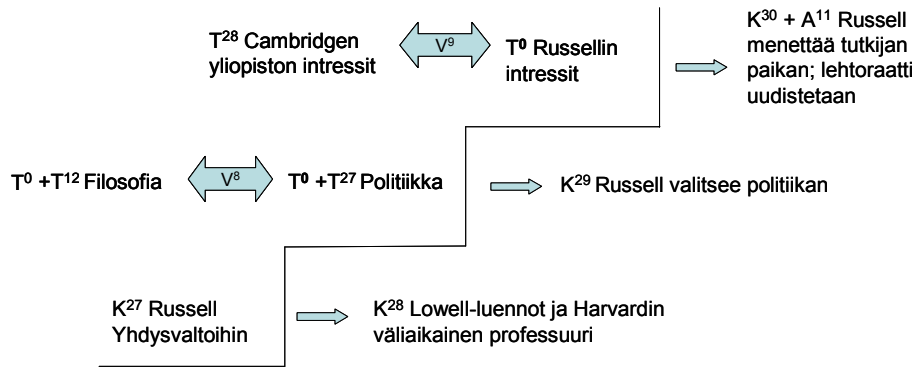 T²⁸ Cambridgen
yliopiston intressit
V⁹
T⁰ Russellin
intressit
K³⁰ + A¹¹ Russell
menettää tutkijan
paikan; lehtoraatti
uudistetaan
T⁰ +T¹² Filosofia
V⁸
T⁰ +T²⁷ Politiikka
K²⁹ Russell valitsee politiikan
K²⁷ Russell
Yhdysvaltoihin
K²⁸ Lowell-luennot ja Harvardin
väliaikainen professuuri